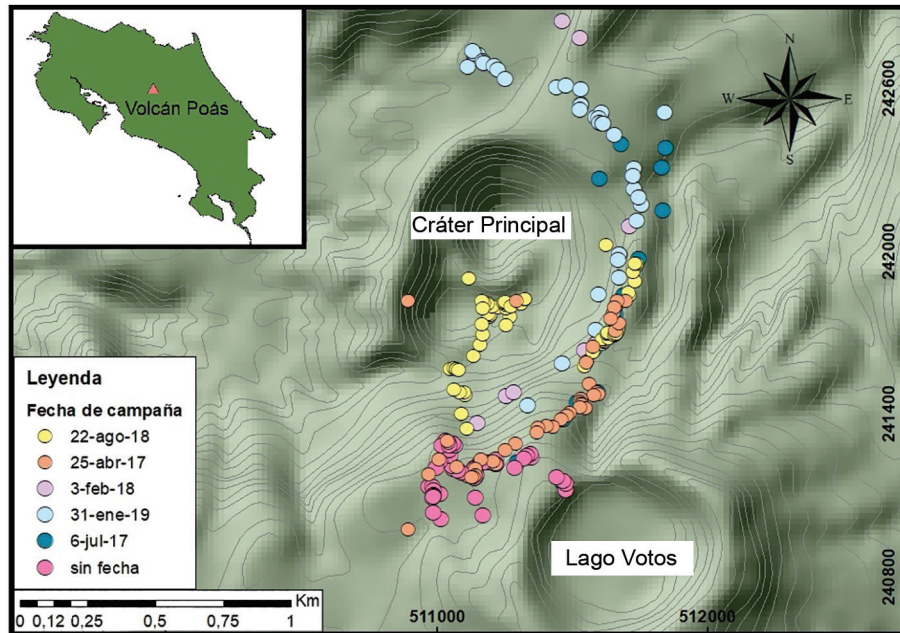 Volcán Poás
N
W
E
S
242600
Cráter Principal
242000
Leyenda
Fecha de campaña
22-ago-18
25-abr-17
3-feb-18
31-ene-19
6-jul-17
sin fecha
241400
Lago Votos
240800
Km
0 0,12 0,25 0,5 0,75 1
511000
512000